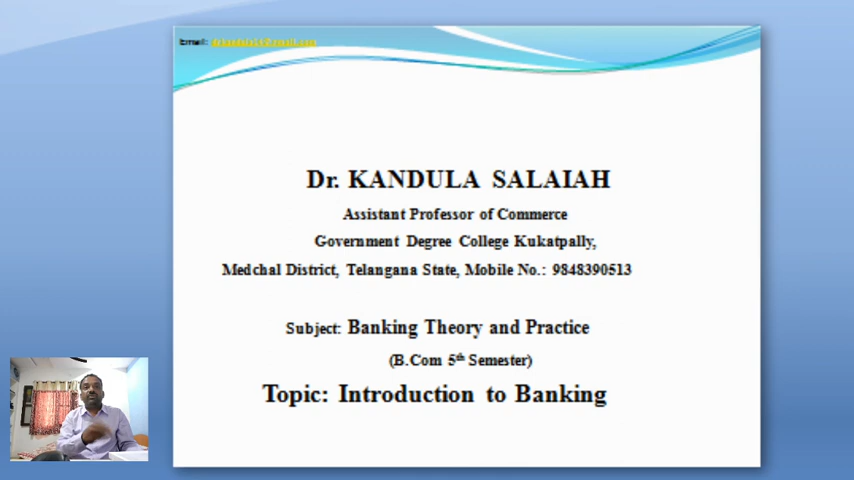 Email:
Dr. KANDULA SALAIAH
Assistant Professor of Commerce
Government Degree College Kukatpally,
Medchal District, Telangana State, Mobile No.: 9848390513
Subject: Banking Theory and Practice
(B.Com 5th Semester)
Topic: Introduction to Banking